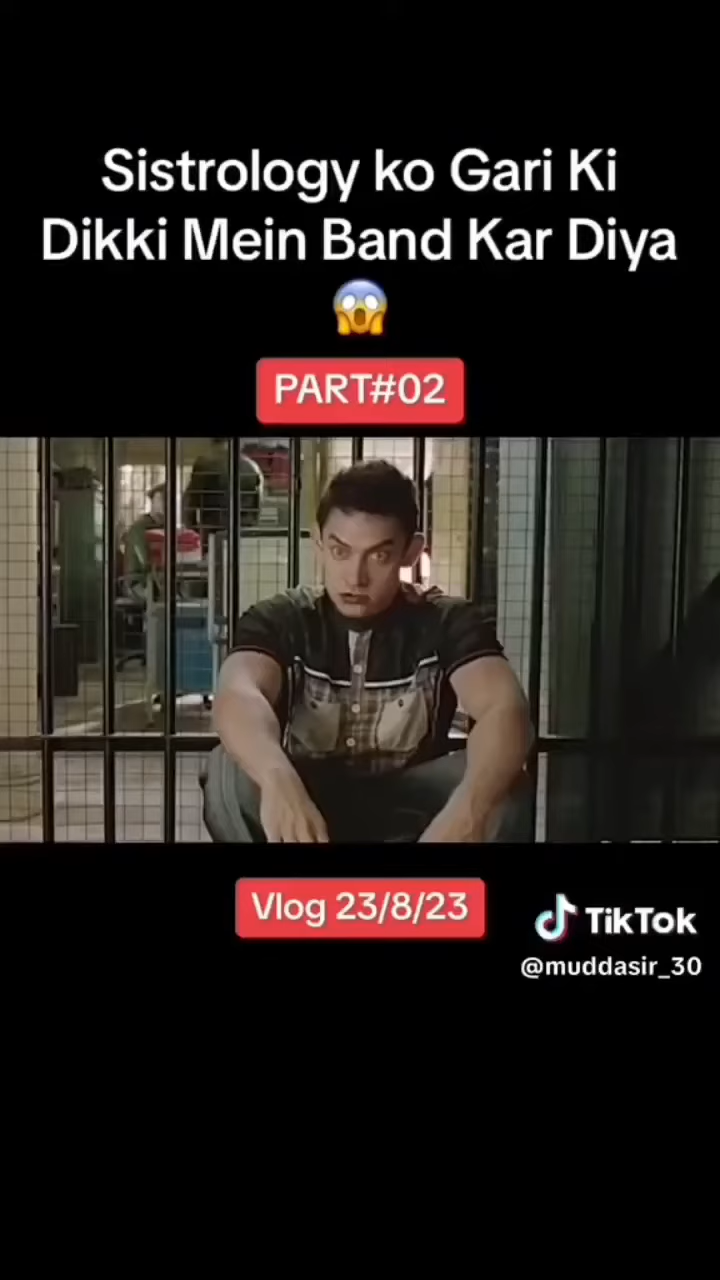 Sistrology ko Gari Ki
Dikki Mein Band Kar Diya
😱
PART#02
Vlog 23/8/23
TikTok
@muddasir_30